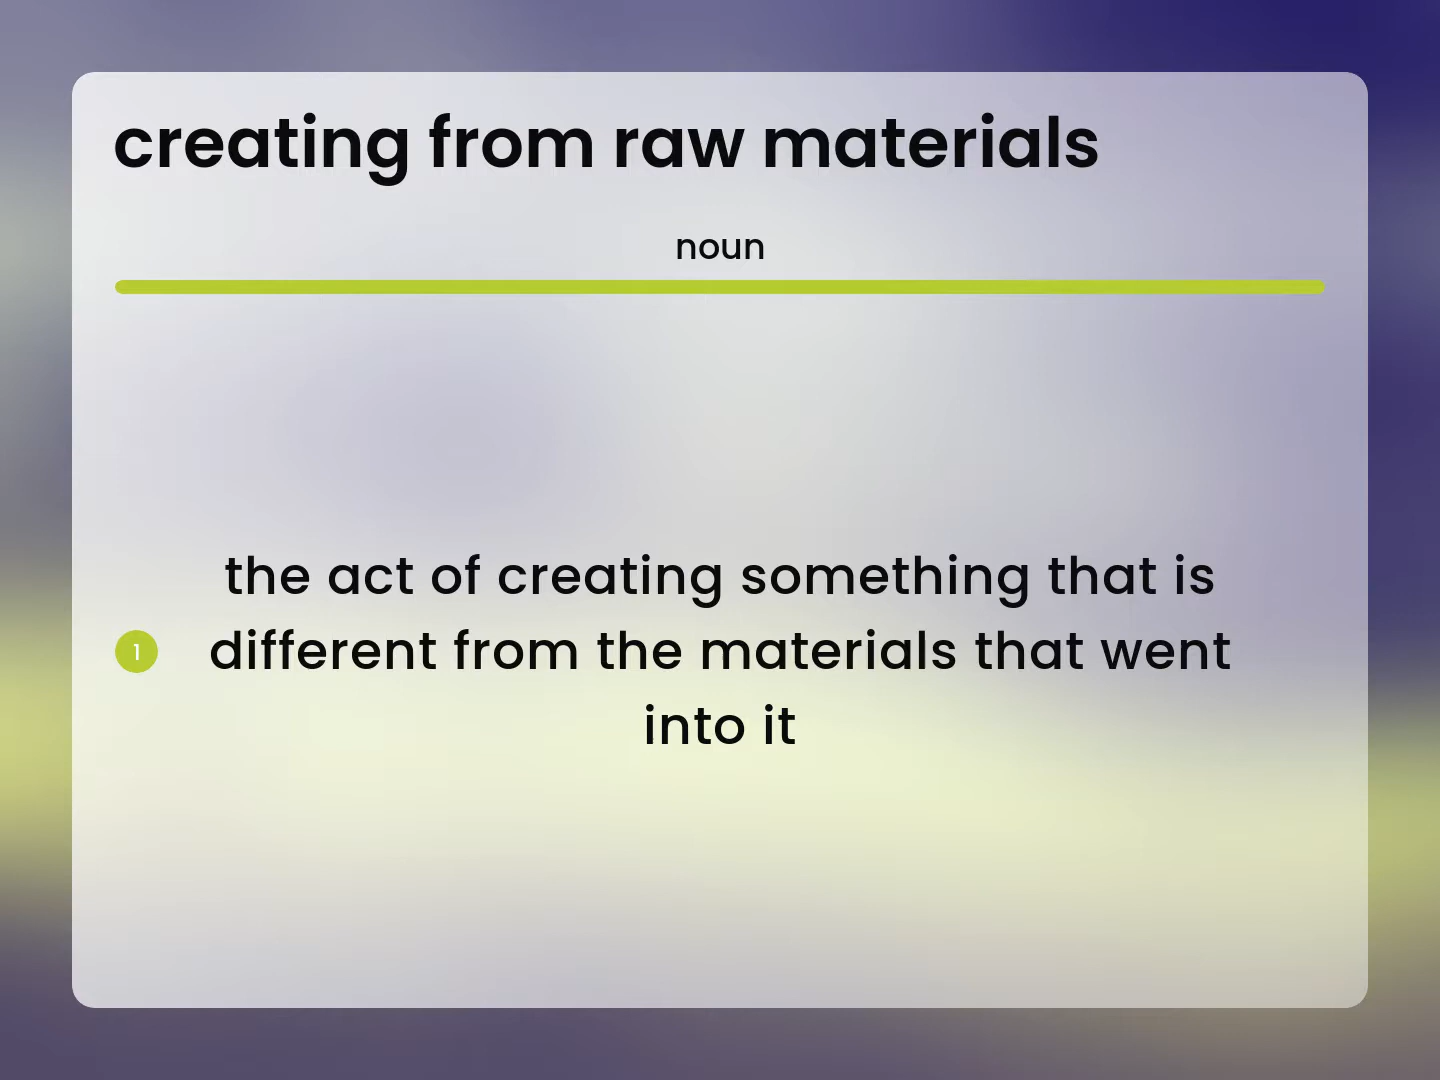 creating from raw materials
noun
the act of creating something that is
1 different from the materials that went
into it